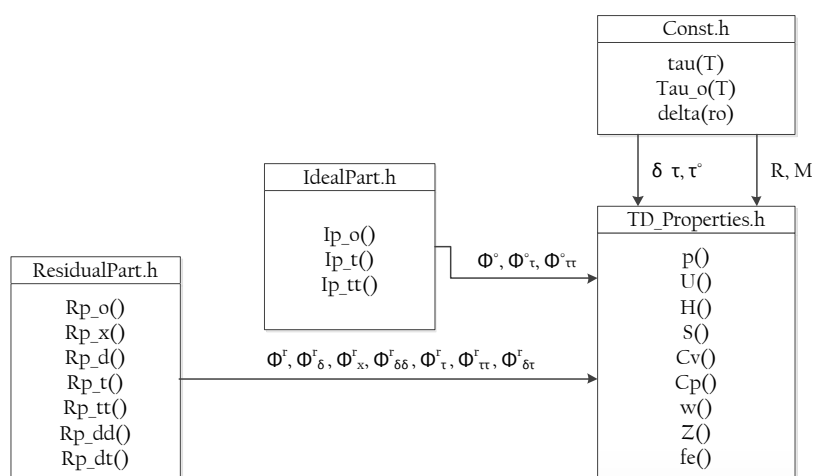 Const.h
tau(T)
Tau_o(T)
delta(ro)
δ τ, τ°
R, M
IdealPart.h
Ip_o()
Ip_t()
Ip_tt()
Φ°, Φ°τ, Φ°ττ
TD_Properties.h
p()
U()
H()
S()
Cv()
Cp()
w()
Z()
fe()
ResidualPart.h
Rp_o()
Rp_x()
Rp_d()
Rp_t()
Rp_tt()
Rp_dd()
Rp_dt()
Φʳ, Φʳδ, Φʳx, Φʳδδ, Φʳτ, Φʳττ, Φʳδτ